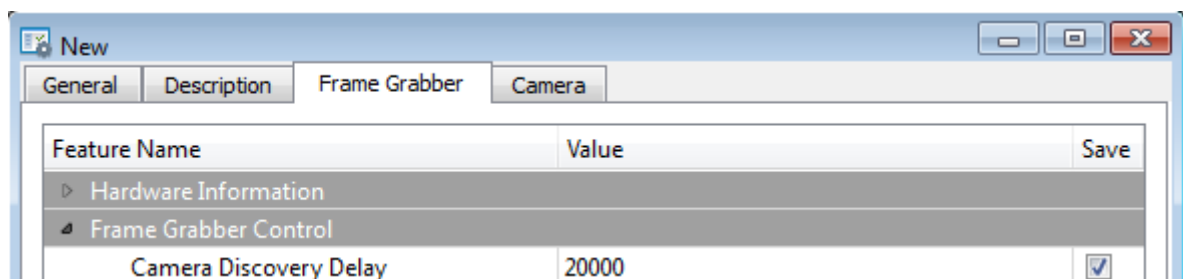 New
General Description Frame Grabber Camera
Feature Name Value Save
Hardware Information
Frame Grabber Control
Camera Discovery Delay 20000